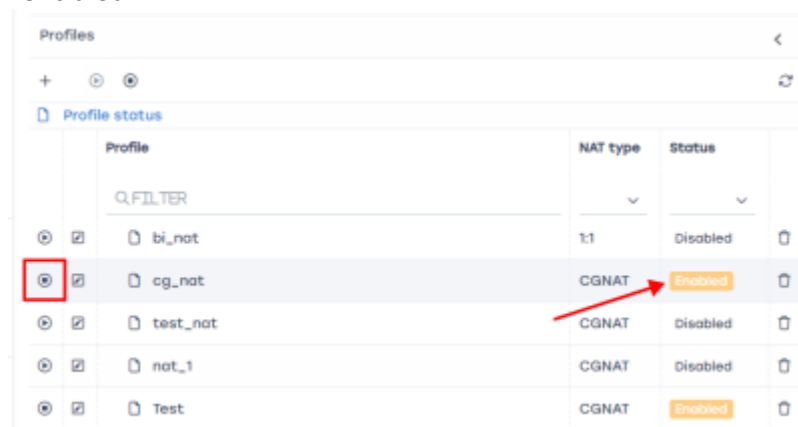 Profiles
Profile status
Profile NAT type Status
FILTER
bi_nat 1:1 Disabled
cg_nat CGNAT Enabled
test_nat CGNAT Disabled
nat_1 CGNAT Disabled
Test CGNAT Enabled